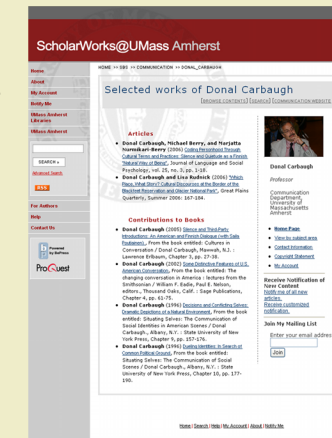 ScholarWorks@UMass Amherst
HOME >> SBS >> COMMUNICATION >> DONAL_CARBAUGH
Home
About
My Account
Notify Me
UMass Amherst
Libraries
UMass Amherst
SEARCH
Advanced Search
RSS
For Authors
Help
Contact Us
Powered
by BePress
ProQuest
Selected works of Donal Carbaugh
[BROWSE CONTENTS] [SEARCH] [COMMUNICATION WEBSITE
Articles
Donal Carbaugh, Michael Berry, and Marjatta
Nurmikari-Berry (2006) Coding Personhood Through
Cultural Terms and Practices: Silence and Quietude as a Finnish
"Natural Way of Being", Journal of Language and Social
Psychology, vol. 25, no. 3, pp. 1-18.
Donal Carbaugh and Lisa Rudnick (2006) "Which
Place, What Story? Cultural Discourses at the Border of the
Blackfeet Reservation and Glacier National Park", Great Plains
Quarterly, Summer 2006: 167-184.
Contributions to Books
Donal Carbaugh (2000) Silence and Third-Party
Introductions: An American and Finnish Dialogue (with Saila
Poutiainen)., From the book entitled: Cultures in
Conversation / Donal Carbaugh, Mahwah, N.J. :
Lawrence Erlbaum, Chapter 3, pp. 27-38.
Donal Carbaugh (2002) Some Distinctive Features of U.S.
American Conversation, From the book entitled: The
changing conversation in America : lectures from the
Smithsonian / William F. Eadie, Paul E. Nelson,
editors., Thousand Oaks, Calif. : Sage Publications,
Chapter 4, pp. 61-75.
Donal Carbaugh (1996) Decisions and Conflicting Selves:
Dramatic Depictions of a Natural Environment, From the book
entitled: Situating Selves: The Communication of
Social Identities in American Scenes / Donal
Carbaugh., Albany, N.Y. : State University of New
York Press, Chapter 9, pp. 157-176.
Donal Carbaugh (1996) Dueling Identities: In Search of
Common Political Ground, From the book entitled:
Situating Selves: The Communication of Social
Scenes / Donal Carbaugh., Albany, N.Y. : State
University of New York Press, Chapter 10, pp. 177-
190.
Donal Carbaugh
Professor
Communication
Department,
University of
Massachusetts
Amherst
Home Page
View by subject area
Contact Information
Copyright Statement
My Account
Receive Notification of
New Content
Notify me of all new
articles.
Receive customized
notification.
Join My Mailing List
Enter your email addres
Join
Home | Search | Help | My Account | About | Notify Me